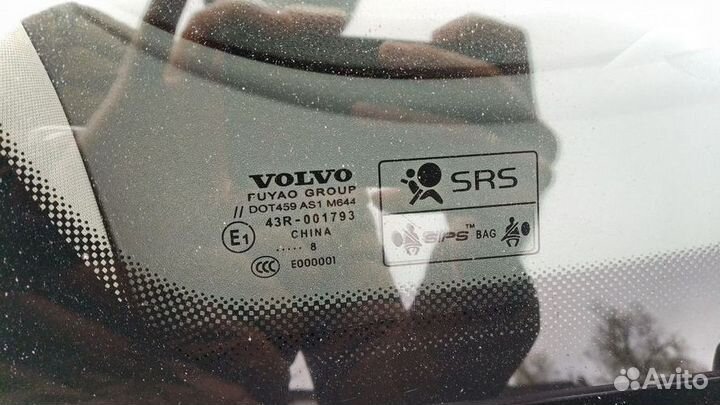 VOLVO
FUYAO GROUP
// DOT459 AS1 M644
43R-001793
E1
CHINA
..... 8
CCC E000001
SRS
SIPS™ BAG
Avito